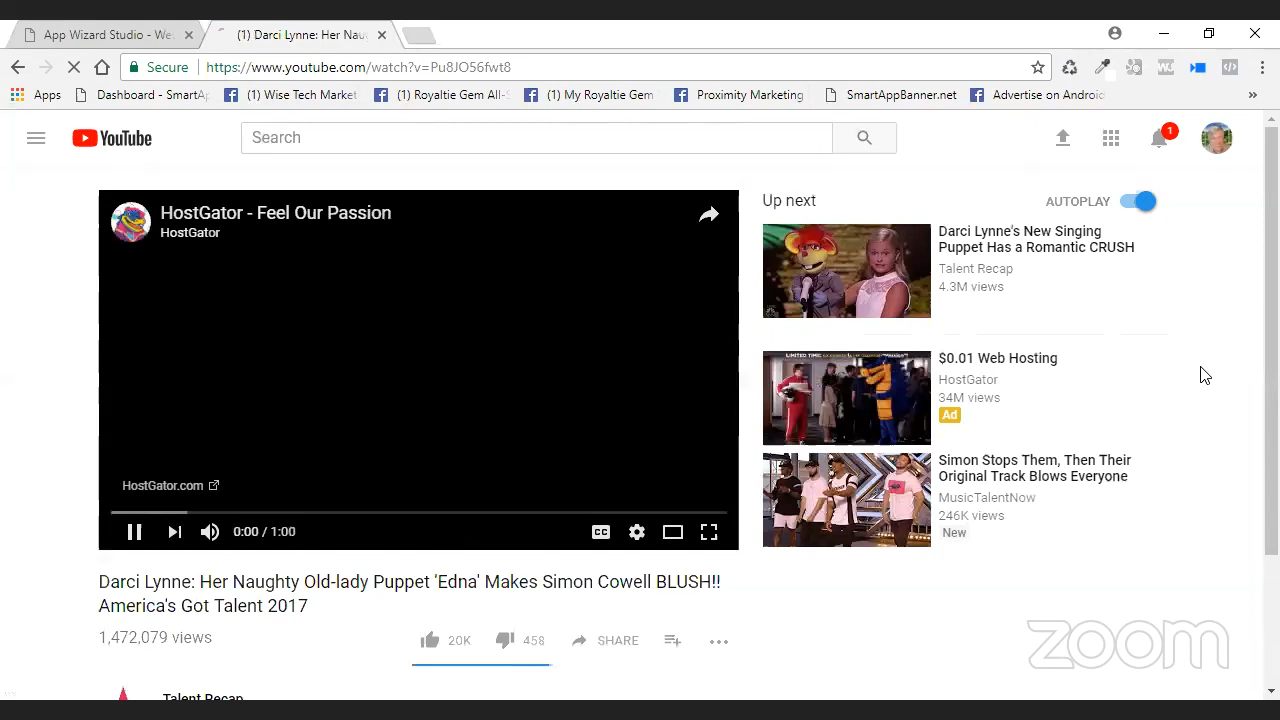 App Wizard Studio - We
(1) Darci Lynne: Her Nau
Secure
https://www.youtube.com/watch?v=Pu8JO56fwt8
Apps
Dashboard - SmartA
(1) Wise Tech Market
(1) Royaltie Gem All-S
(1) My Royaltie Gem
Proximity Marketing
SmartAppBanner.net
Advertise on Android
»
YouTube
Search
1
HostGator - Feel Our Passion
HostGator
HostGator.com
0:00 / 1:00
CC
Up next
AUTOPLAY
Darci Lynne's New Singing
Puppet Has a Romantic CRUSH
Talent Recap
4.3M views
$0.01 Web Hosting
HostGator
34M views
Ad
Simon Stops Them, Then Their
Original Track Blows Everyone
MusicTalentNow
246K views
New
Darci Lynne: Her Naughty Old-lady Puppet 'Edna' Makes Simon Cowell BLUSH!!
America's Got Talent 2017
1,472,079 views
20K
458
SHARE
Talent Recap
zoom